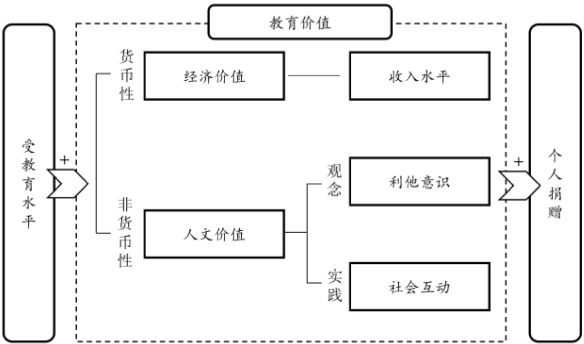 教育价值
受教育水平
+
货币性
经济价值
收入水平
非货币性
人文价值
观念
利他意识
实践
社会互动
+
个人捐赠